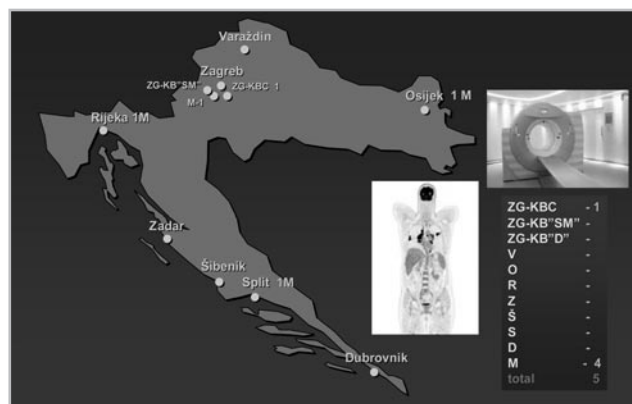 Varaždin
Zagreb
ZG-KB"SM"
ZG-KBC 1
M-1
Osijek 1 M
Rijeka 1M
Zadar
Šibenik
Split 1M
Dubrovnik
ZG-KBC - 1
ZG-KB"SM" -
ZG-KB"D" -
V -
O -
R -
Z -
Š -
S -
D -
M - 4
total 5